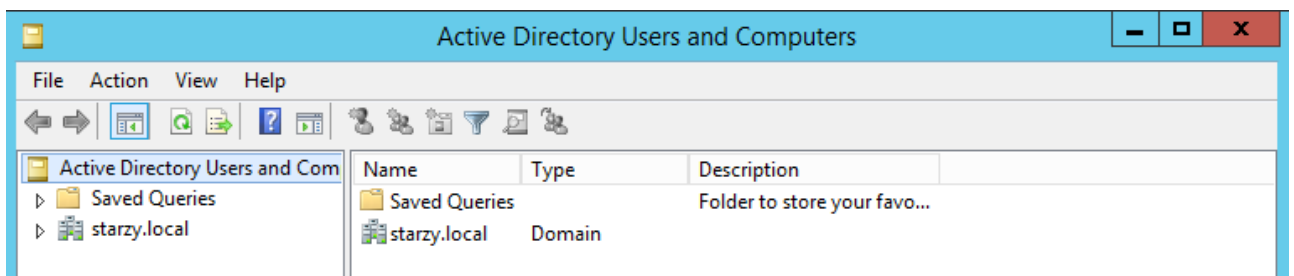 Active Directory Users and Computers
File Action View Help
Active Directory Users and Com
Name Type Description
Saved Queries
Saved Queries Folder to store your favo...
starzy.local
starzy.local Domain